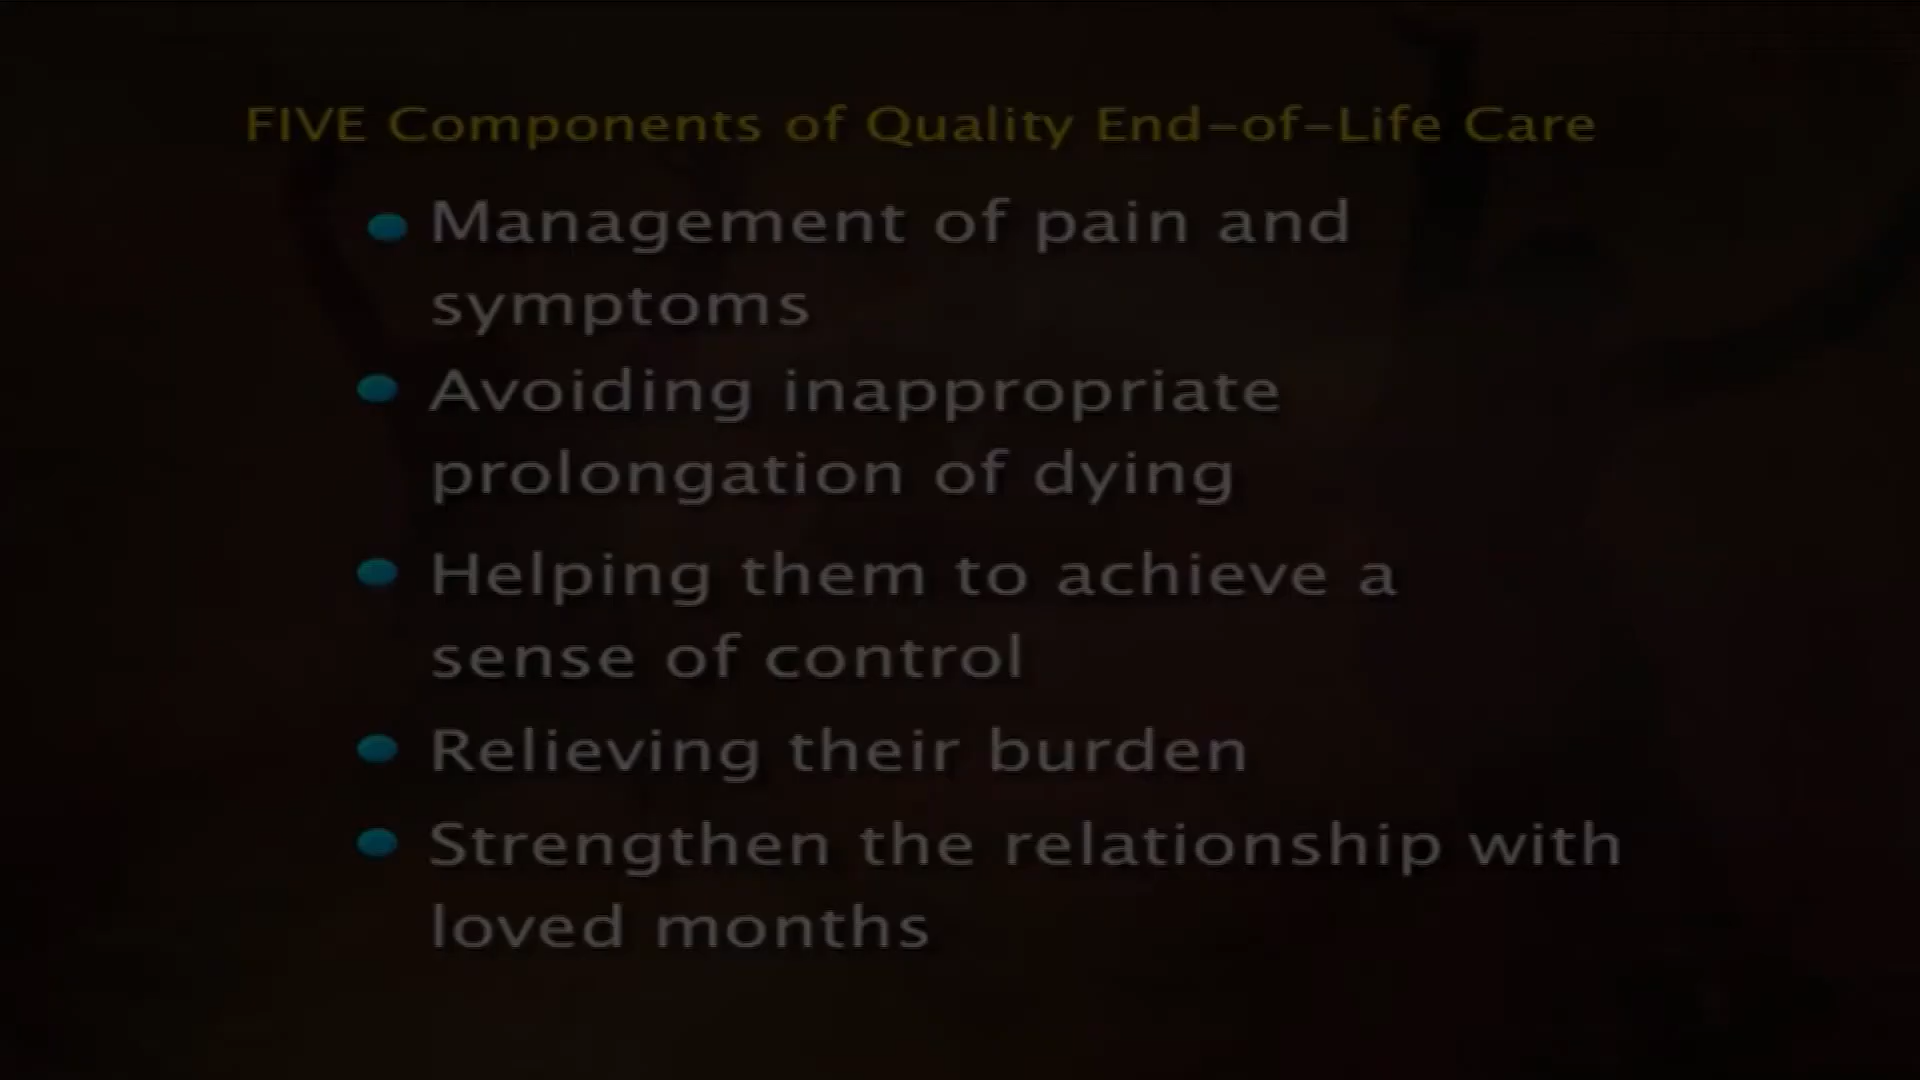 FIVE Components of Quality End-of-Life Care
Management of pain and
symptoms
Avoiding inappropriate
prolongation of dying
Helping them to achieve a
sense of control
Relieving their burden
Strengthen the relationship with
loved months